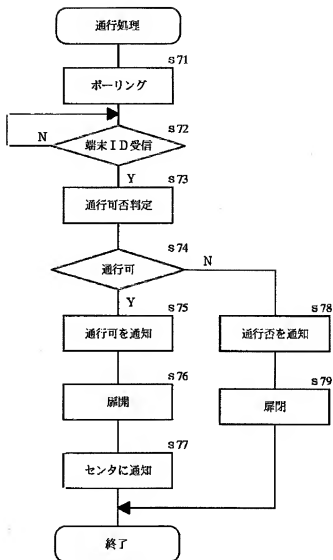 通行処理
s71
ポーリング
s72
N
端末ID受信
Y
s73
通行可否判定
s74
通行可
N
Y
s75
通行可を通知
s78
通行否を通知
s76
扉開
s79
扉閉
s77
センタに通知
終了